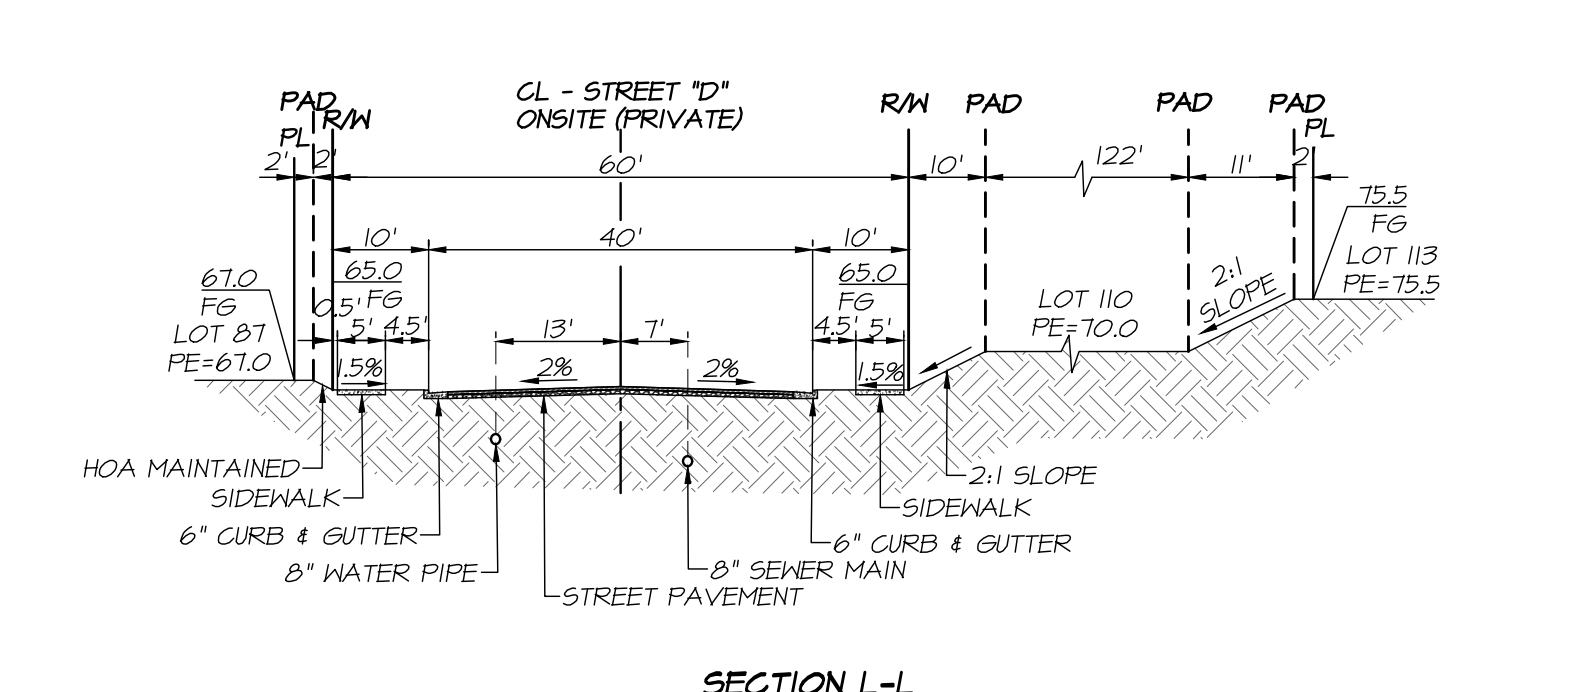 CL - STREET "D"
ONSITE (PRIVATE)
PAD
R/W
PL
R/W
PAD
PAD
PAD
PL
2'
2'
60'
10'
122'
11'
2'
10'
40'
10'
75.5
FG
LOT 113
PE=75.5
67.0
FG
LOT 87
PE=67.0
65.0
FG
65.0
FG
0.5'
5'
4.5'
13'
7'
4.5'
5'
1.5%
2%
2%
1.5%
LOT 110
PE=70.0
2:1
SLOPE
HOA MAINTAINED
SIDEWALK
6" CURB & GUTTER
8" WATER PIPE
STREET PAVEMENT
8" SEWER MAIN
6" CURB & GUTTER
SIDEWALK
2:1 SLOPE
SECTION L-L